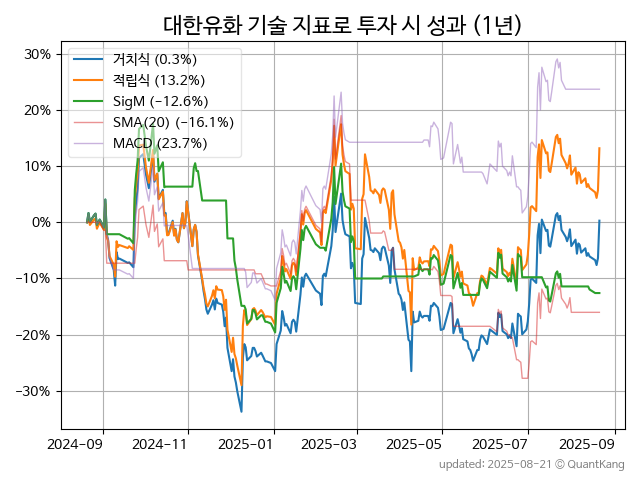 대한유화 기술 지표로 투자 시 성과 (1년)
거치식 (0.3%)
적립식 (13.2%)
SigM (−12.6%)
SMA(20) (−16.1%)
MACD (23.7%)
30%
20%
10%
0%
−10%
−20%
−30%
2024-09 2024-11 2025-01 2025-03 2025-05 2025-07 2025-09
updated: 2025-08-21 © QuantKang